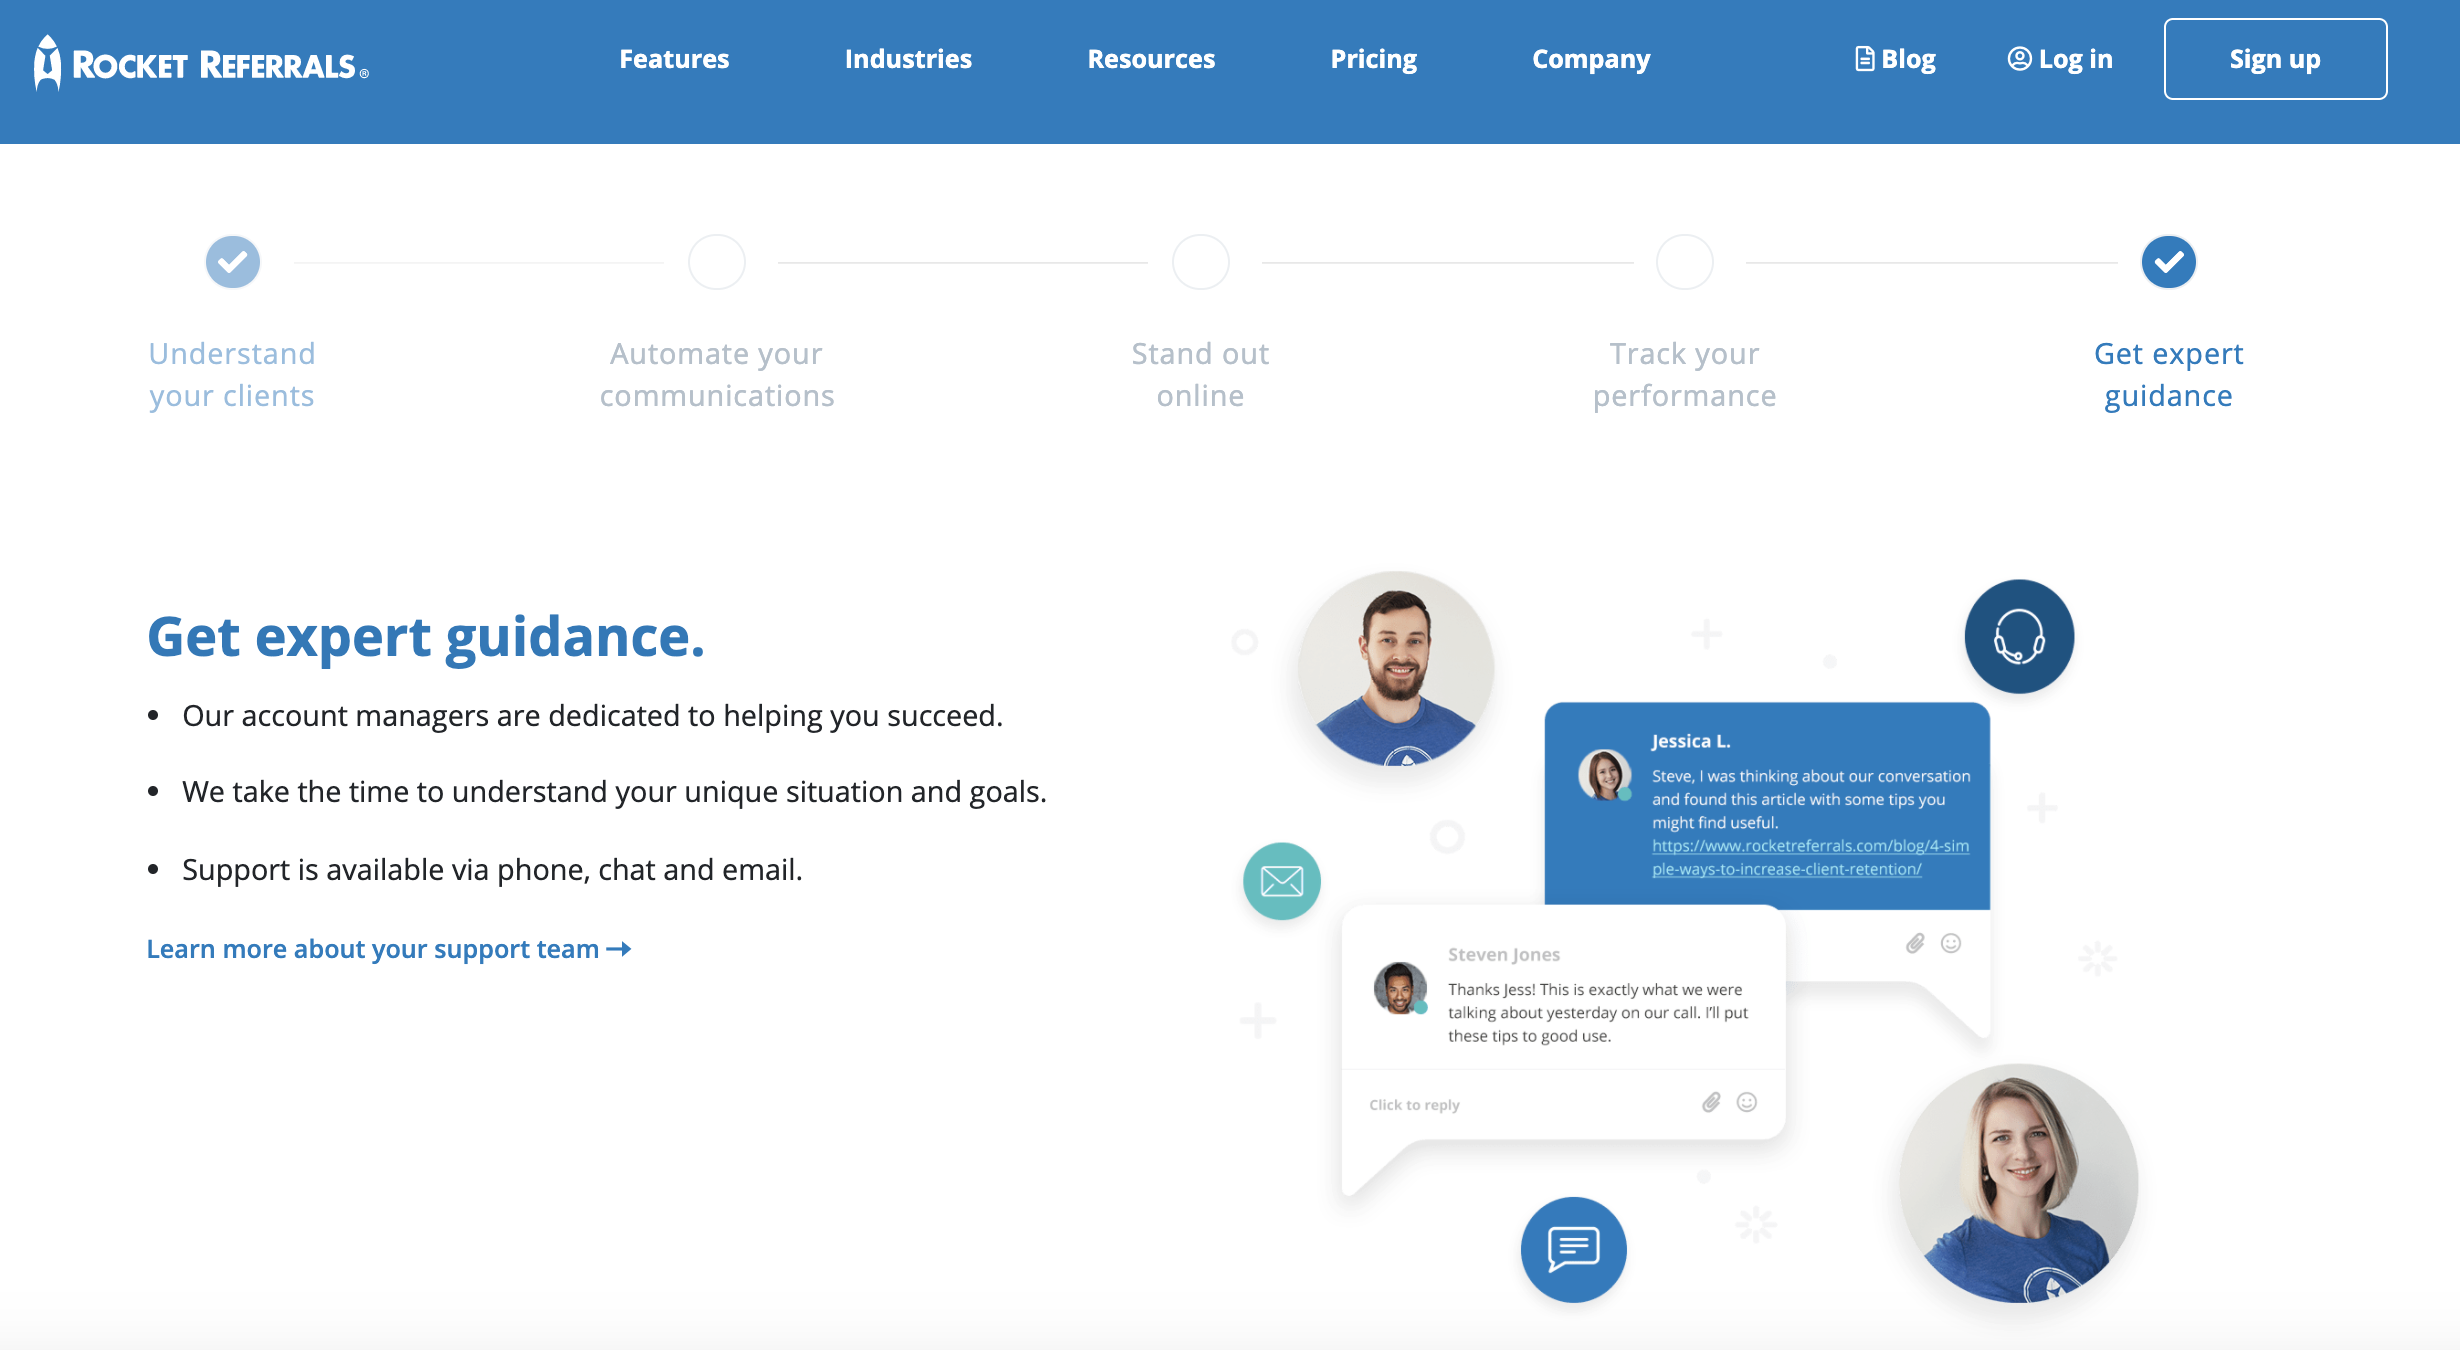 ROCKET REFERRALS®
Features
Industries
Resources
Pricing
Company
Blog
Log in
Sign up
Understand
your clients
Automate your
communications
Stand out
online
Track your
performance
Get expert
guidance
Get expert guidance.
• Our account managers are dedicated to helping you succeed.
• We take the time to understand your unique situation and goals.
• Support is available via phone, chat and email.
Learn more about your support team →
Jessica L.
Steve, I was thinking about our conversation
and found this article with some tips you
might find useful.
https://www.rocketreferrals.com/blog/4-sim
ple-ways-to-increase-client-retention/
Steven Jones
Thanks Jess! This is exactly what we were
talking about yesterday on our call. I'll put
these tips to good use.
Click to reply